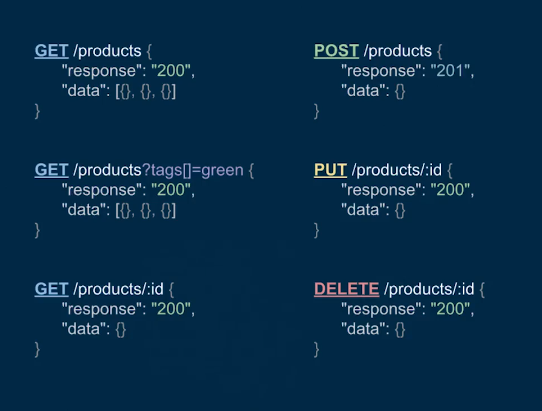 GET /products {
"response": "200",
"data": [{}, {}, {}]
}
GET /products?tags[]=green {
"response": "200",
"data": [{}, {}, {}]
}
GET /products/:id {
"response": "200",
"data": {}
}
POST /products {
"response": "201",
"data": {}
}
PUT /products/:id {
"response": "200",
"data": {}
}
DELETE /products/:id {
"response": "200",
"data": {}
}